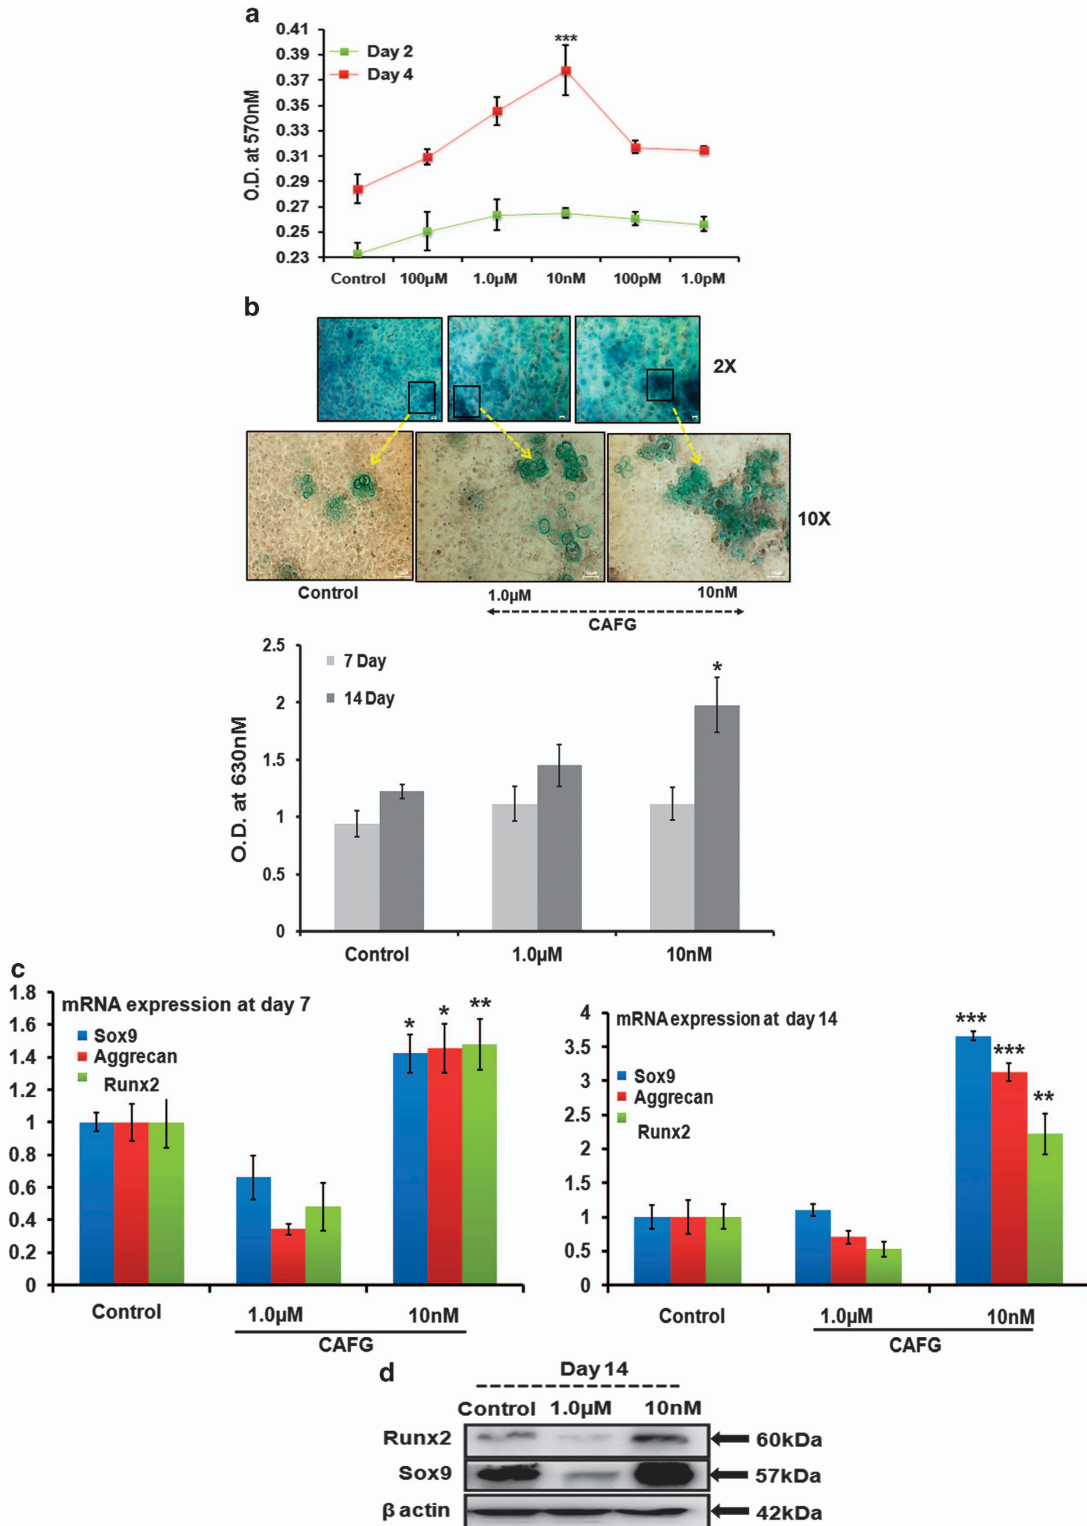 a
0.41
0.39
0.37
0.35
0.33
0.31
0.29
0.27
0.25
0.23
O.D. at 570nM
Day 2
Day 4
***
Control 100µM 1.0µM 10nM 100pM 1.0pM
b
2X
10X
Control 1.0µM 10nM
CAFG
2.5
2
1.5
1
0.5
0
O.D. at 630nM
7 Day
14 Day
*
Control 1.0µM 10nM
c
1.8
1.6
1.4
1.2
1
0.8
0.6
0.4
0.2
0
mRNA expression at day 7
Sox9
Aggrecan
Runx2
* * **
Control 1.0µM 10nM
CAFG
4
3.5
3
2.5
2
1.5
1
0.5
0
mRNA expression at day 14
Sox9
Aggrecan
Runx2
***
***
**
Control 1.0µM 10nM
CAFG
d
Day 14
Control 1.0µM 10nM
Runx2 60kDa
Sox9 57kDa
β actin 42kDa